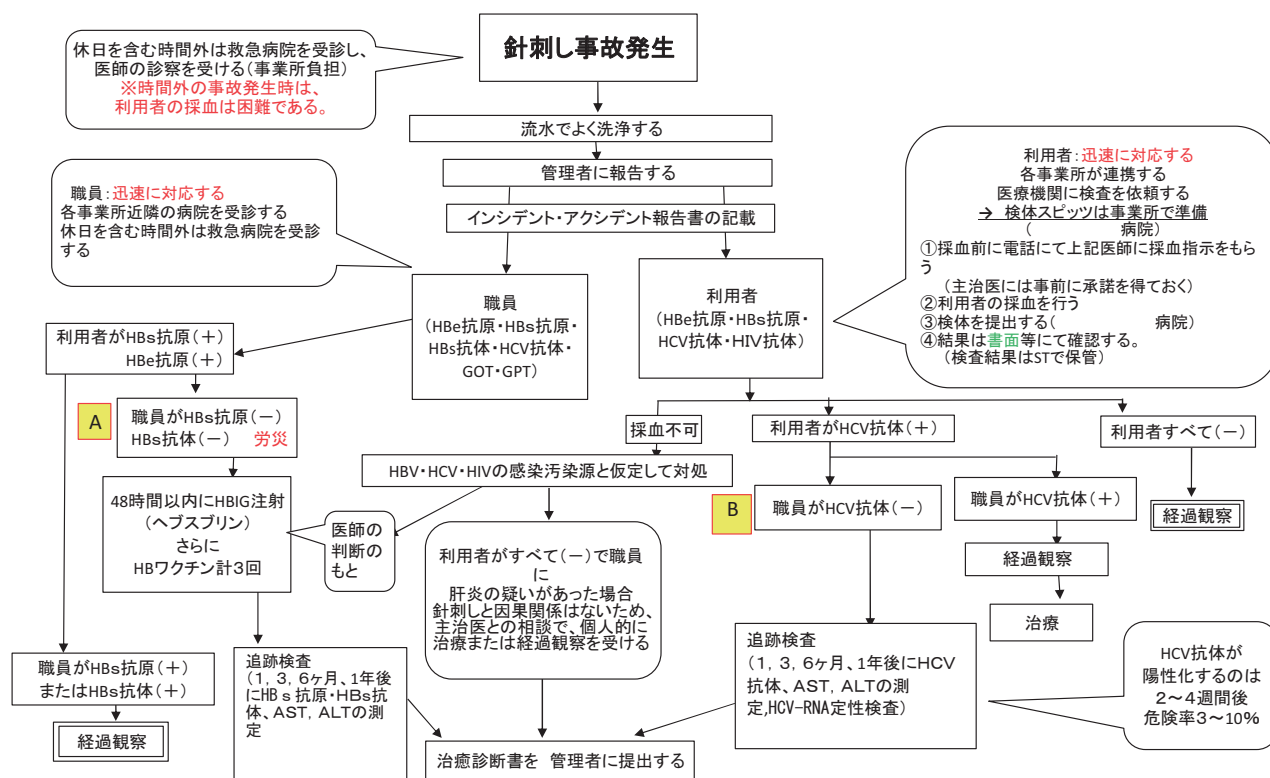 針刺し事故発生
休日を含む時間外は救急病院を受診し、
医師の診察を受ける(事業所負担)
※時間外の事故発生時は、
利用者の採血は困難である。
流水でよく洗浄する
管理者に報告する
インシデント・アクシデント報告書の記載
職員:迅速に対応する
各事業所近隣の病院を受診する
休日を含む時間外は救急病院を受診
する
利用者:迅速に対応する
各事業所が連携する
医療機関に検査を依頼する
→ 検体スピッツは事業所で準備
( 病院)
①採血前に電話にて上記医師に採血指示をもら
う
(主治医には事前に承諾を得ておく)
②利用者の採血を行う
③検体を提出する( 病院)
④結果は書面等にて確認する。
(検査結果はSTで保管)
職員
(HBe抗原・HBs抗原・
HBs抗体・HCV抗体・
GOT・GPT)
利用者
(HBe抗原・HBs抗原・
HCV抗体・HIV抗体)
利用者がHBs抗原(+)
HBe抗原(+)
A
職員がHBs抗原(-)
HBs抗体(-) 労災
採血不可
利用者がHCV抗体(+)
利用者すべて(-)
HBV・HCV・HIVの感染汚染源と仮定して対処
48時間以内にHBIG注射
(ヘブスブリン)
さらに
HBワクチン計3回
医師の
判断の
もと
B
職員がHCV抗体(-)
職員がHCV抗体(+)
経過観察
経過観察
治療
利用者がすべて(-)で職員
に
肝炎の疑いがあった場合
針刺しと因果関係はないため、
主治医との相談で、個人的に
治療または経過観察を受ける
職員がHBs抗原(+)
またはHBs抗体(+)
経過観察
追跡検査
(1, 3, 6ヶ月、1年後
にHBs抗原・HBs抗
体、AST, ALTの測
定
追跡検査
(1, 3, 6ヶ月、1年後にHCV
抗体、AST, ALTの測
定,HCV-RNA定性検査)
HCV抗体が
陽性化するのは
2~4週間後
危険率3~10%
治癒診断書を 管理者に提出する